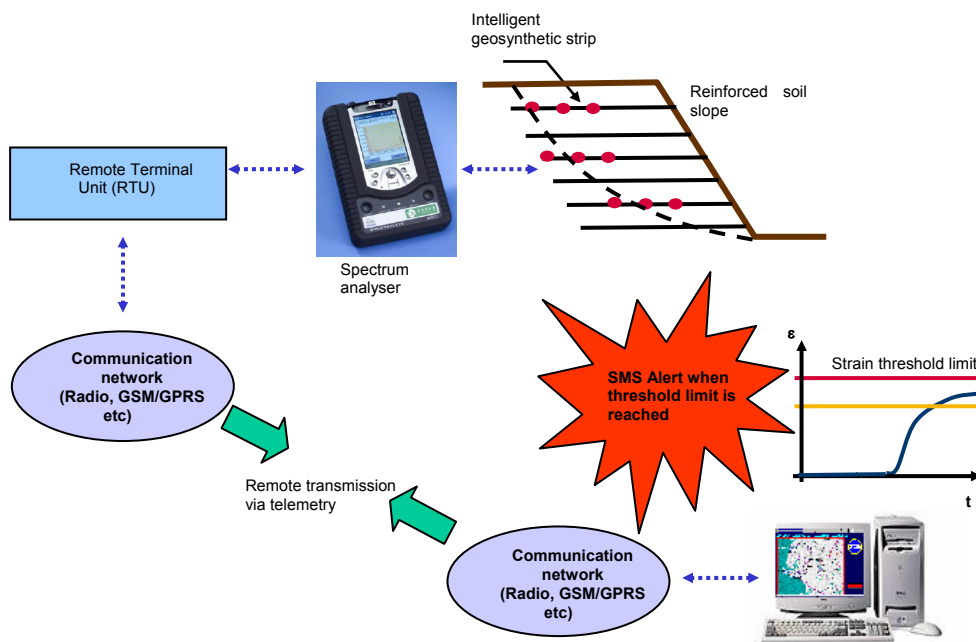 Intelligent
geosynthetic strip
Reinforced soil
slope
Remote Terminal
Unit (RTU)
Spectrum
analyser
Communication
network
(Radio, GSM/GPRS
etc)
SMS Alert when
threshold limit is
reached
ε
Strain threshold limit
t
Remote transmission
via telemetry
Communication
network
(Radio, GSM/GPRS
etc)